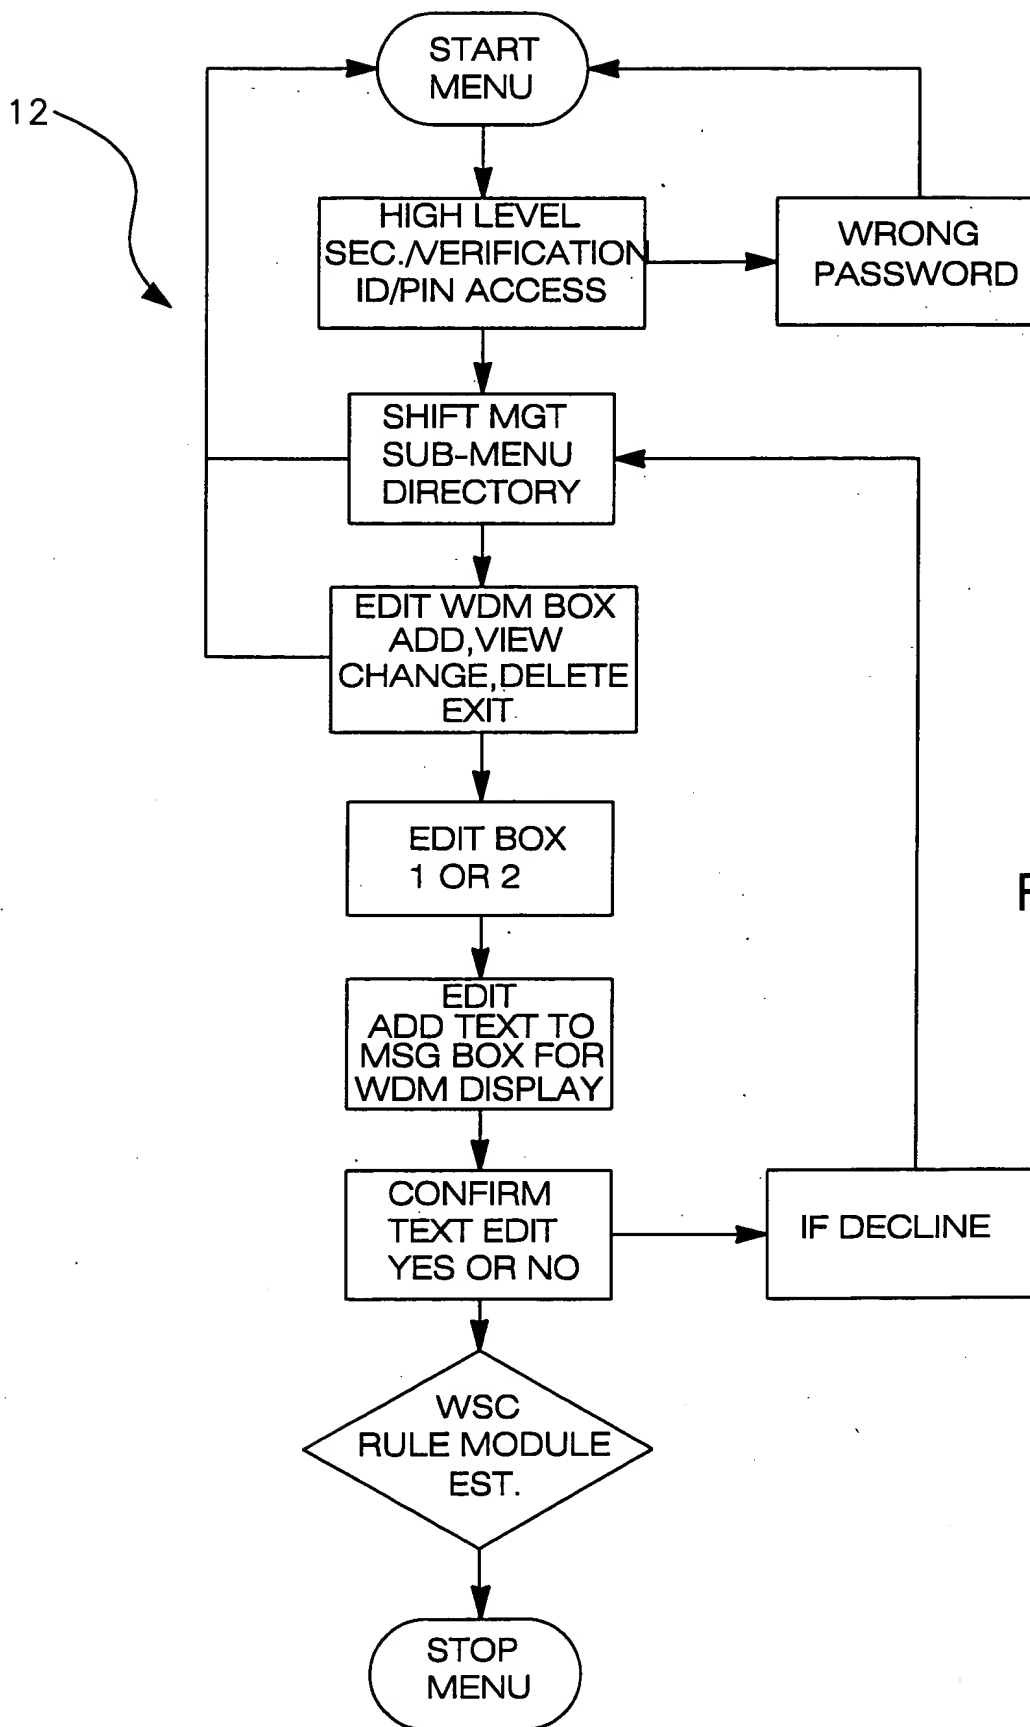 START
MENU
12
HIGH LEVEL
SEC./VERIFICATION
ID/PIN ACCESS
WRONG
PASSWORD
SHIFT MGT
SUB-MENU
DIRECTORY
EDIT WDM BOX
ADD,VIEW
CHANGE,DELETE
EXIT
EDIT BOX
1 OR 2
EDIT
ADD TEXT TO
MSG BOX FOR
WDM DISPLAY
CONFIRM
TEXT EDIT
YES OR NO
IF DECLINE
WSC
RULE MODULE
EST.
STOP
MENU